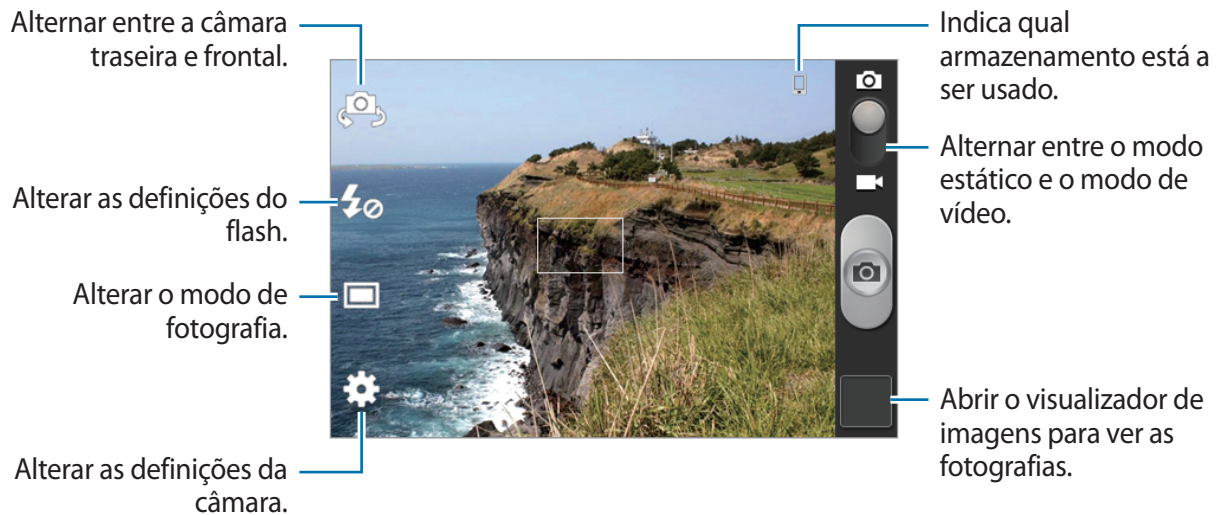 Alternar entre a câmara
traseira e frontal.
Alterar as definições do
flash.
Alterar o modo de
fotografia.
Alterar as definições da
câmara.
Indica qual
armazenamento está a
ser usado.
Alternar entre o modo
estático e o modo de
vídeo.
Abrir o visualizador de
imagens para ver as
fotografias.